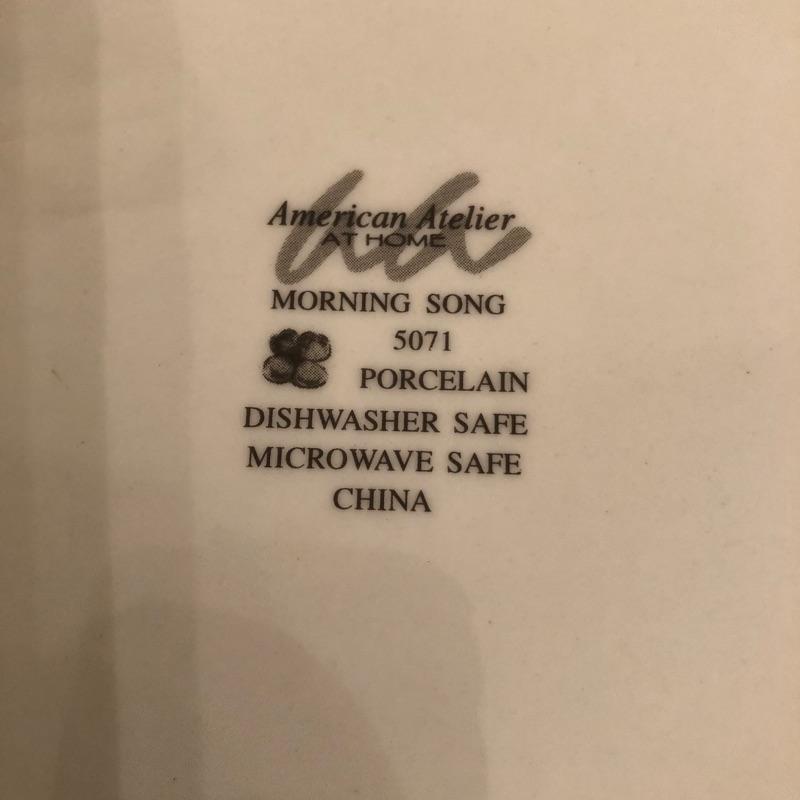 American Atelier
AT HOME
MORNING SONG
5071
PORCELAIN
DISHWASHER SAFE
MICROWAVE SAFE
CHINA